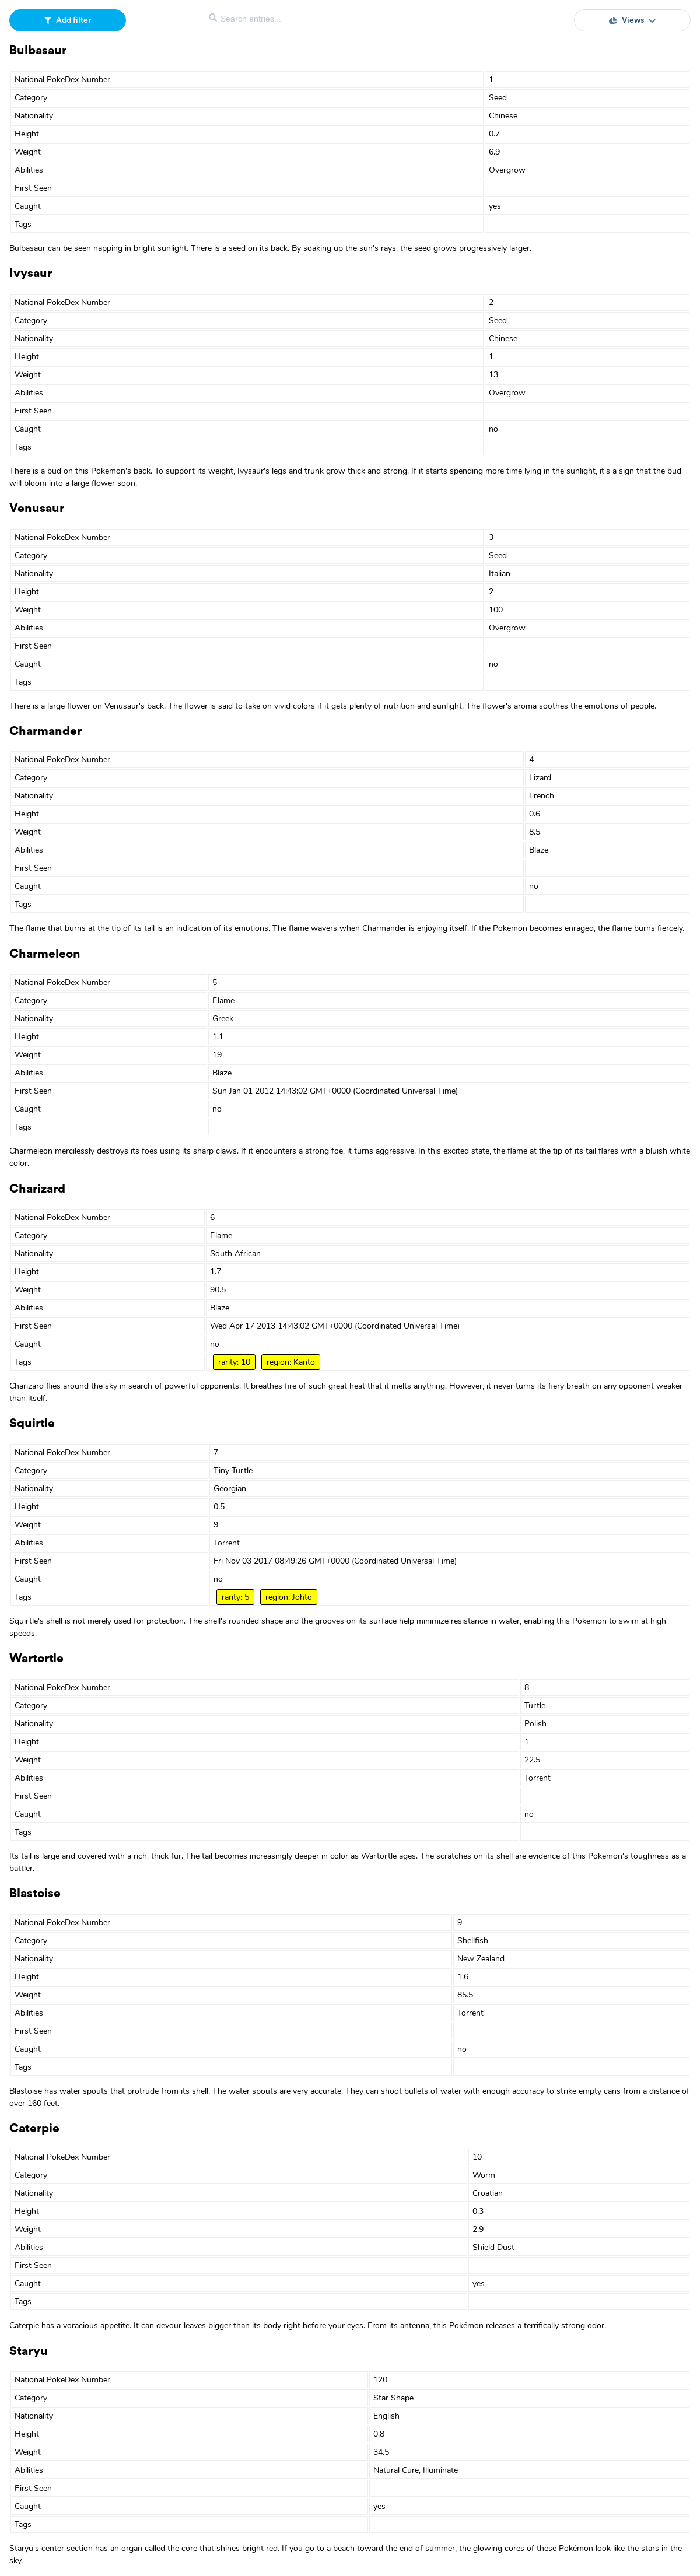 Add filter
Search entries...
Views
Bulbasaur
National PokeDex Number 1
Category Seed
Nationality Chinese
Height 0.7
Weight 6.9
Abilities Overgrow
First Seen
Caught yes
Tags
Bulbasaur can be seen napping in bright sunlight. There is a seed on its back. By soaking up the sun's rays, the seed grows progressively larger.
Ivysaur
National PokeDex Number 2
Category Seed
Nationality Chinese
Height 1
Weight 13
Abilities Overgrow
First Seen
Caught no
Tags
There is a bud on this Pokemon's back. To support its weight, Ivysaur's legs and trunk grow thick and strong. If it starts spending more time lying in the sunlight, it's a sign that the bud
will bloom into a large flower soon.
Venusaur
National PokeDex Number 3
Category Seed
Nationality Italian
Height 2
Weight 100
Abilities Overgrow
First Seen
Caught no
Tags
There is a large flower on Venusaur's back. The flower is said to take on vivid colors if it gets plenty of nutrition and sunlight. The flower's aroma soothes the emotions of people.
Charmander
National PokeDex Number 4
Category Lizard
Nationality French
Height 0.6
Weight 8.5
Abilities Blaze
First Seen
Caught no
Tags
The flame that burns at the tip of its tail is an indication of its emotions. The flame wavers when Charmander is enjoying itself. If the Pokemon becomes enraged, the flame burns fiercely.
Charmeleon
National PokeDex Number 5
Category Flame
Nationality Greek
Height 1.1
Weight 19
Abilities Blaze
First Seen Sun Jan 01 2012 14:43:02 GMT+0000 (Coordinated Universal Time)
Caught no
Tags
Charmeleon mercilessly destroys its foes using its sharp claws. If it encounters a strong foe, it turns aggressive. In this excited state, the flame at the tip of its tail flares with a bluish white
color.
Charizard
National PokeDex Number 6
Category Flame
Nationality South African
Height 1.7
Weight 90.5
Abilities Blaze
First Seen Wed Apr 17 2013 14:43:02 GMT+0000 (Coordinated Universal Time)
Caught no
Tags rarity: 10 region: Kanto
Charizard flies around the sky in search of powerful opponents. It breathes fire of such great heat that it melts anything. However, it never turns its fiery breath on any opponent weaker
than itself.
Squirtle
National PokeDex Number 7
Category Tiny Turtle
Nationality Georgian
Height 0.5
Weight 9
Abilities Torrent
First Seen Fri Nov 03 2017 08:49:26 GMT+0000 (Coordinated Universal Time)
Caught no
Tags rarity: 5 region: Johto
Squirtle's shell is not merely used for protection. The shell's rounded shape and the grooves on its surface help minimize resistance in water, enabling this Pokemon to swim at high
speeds.
Wartortle
National PokeDex Number 8
Category Turtle
Nationality Polish
Height 1
Weight 22.5
Abilities Torrent
First Seen
Caught no
Tags
Its tail is large and covered with a rich, thick fur. The tail becomes increasingly deeper in color as Wartortle ages. The scratches on its shell are evidence of this Pokemon's toughness as a
battler.
Blastoise
National PokeDex Number 9
Category Shellfish
Nationality New Zealand
Height 1.6
Weight 85.5
Abilities Torrent
First Seen
Caught no
Tags
Blastoise has water spouts that protrude from its shell. The water spouts are very accurate. They can shoot bullets of water with enough accuracy to strike empty cans from a distance of
over 160 feet.
Caterpie
National PokeDex Number 10
Category Worm
Nationality Croatian
Height 0.3
Weight 2.9
Abilities Shield Dust
First Seen
Caught yes
Tags
Caterpie has a voracious appetite. It can devour leaves bigger than its body right before your eyes. From its antenna, this Pokémon releases a terrifically strong odor.
Staryu
National PokeDex Number 120
Category Star Shape
Nationality English
Height 0.8
Weight 34.5
Abilities Natural Cure, Illuminate
First Seen
Caught yes
Tags
Staryu's center section has an organ called the core that shines bright red. If you go to a beach toward the end of summer, the glowing cores of these Pokémon look like the stars in the
sky.